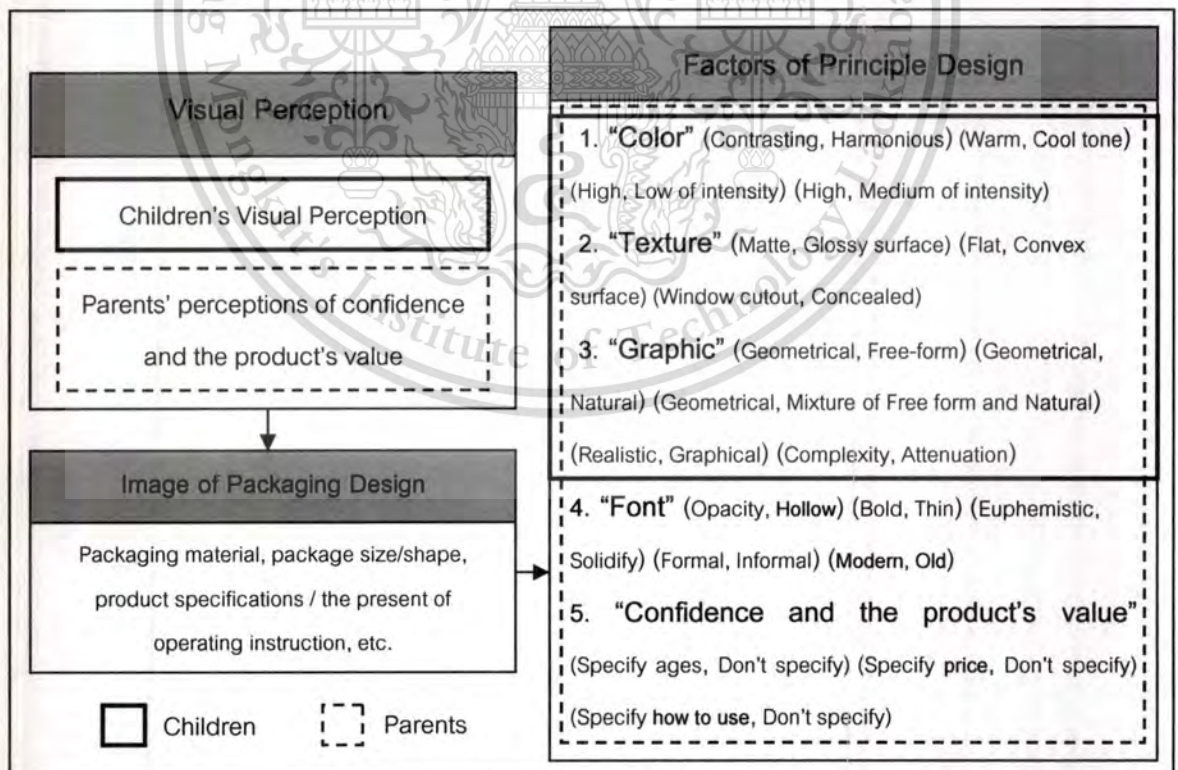 Visual Perception
Children's Visual Perception
Parents' perceptions of confidence
and the product's value
Image of Packaging Design
Packaging material, package size/shape,
product specifications / the present of
operating instruction, etc.
Children
Parents
Factors of Principle Design
1. “Color” (Contrasting, Harmonious) (Warm, Cool tone)
(High, Low of intensity) (High, Medium of intensity)
2. “Texture” (Matte, Glossy surface) (Flat, Convex
surface) (Window cutout, Concealed)
3. “Graphic” (Geometrical, Free-form) (Geometrical,
Natural) (Geometrical, Mixture of Free form and Natural)
(Realistic, Graphical) (Complexity, Attenuation)
4. “Font” (Opacity, Hollow) (Bold, Thin) (Euphemistic,
Solidify) (Formal, Informal) (Modern, Old)
5. “Confidence and the product's value”
(Specify ages, Don't specify) (Specify price, Don't specify)
(Specify how to use, Don't specify)
Mongkut's Institute of Technology